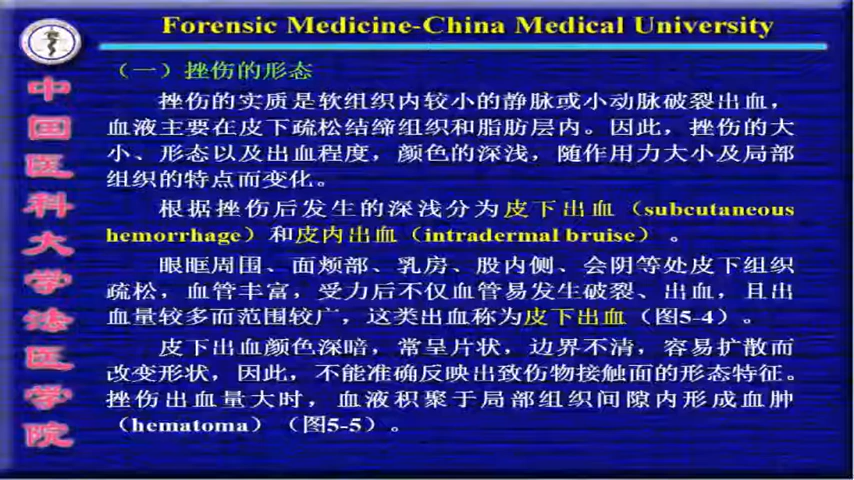 Forensic Medicine-China Medical University
中国医科大学法医学院
（一）挫伤的形态
挫伤的实质是软组织内较小的静脉或小动脉破裂出血，
血液主要在皮下疏松结缔组织和脂肪层内。因此，挫伤的大
小、形态以及出血程度，颜色的深浅，随作用力大小及局部
组织的特点而变化。
根据挫伤后发生的深浅分为皮下出血（subcutaneous
hemorrhage）和皮内出血（intradermal bruise）。
眼眶周围、面颊部、乳房、股内侧、会阴等处皮下组织
疏松，血管丰富，受力后不仅血管易发生破裂、出血，且出
血量较多而范围较广，这类出血称为皮下出血（图5-4）。
皮下出血颜色深暗，常呈片状，边界不清，容易扩散而
改变形状，因此，不能准确反映出致伤物接触面的形态特征。
挫伤出血量大时，血液积聚于局部组织间隙内形成血肿
（hematoma）（图5-5）。